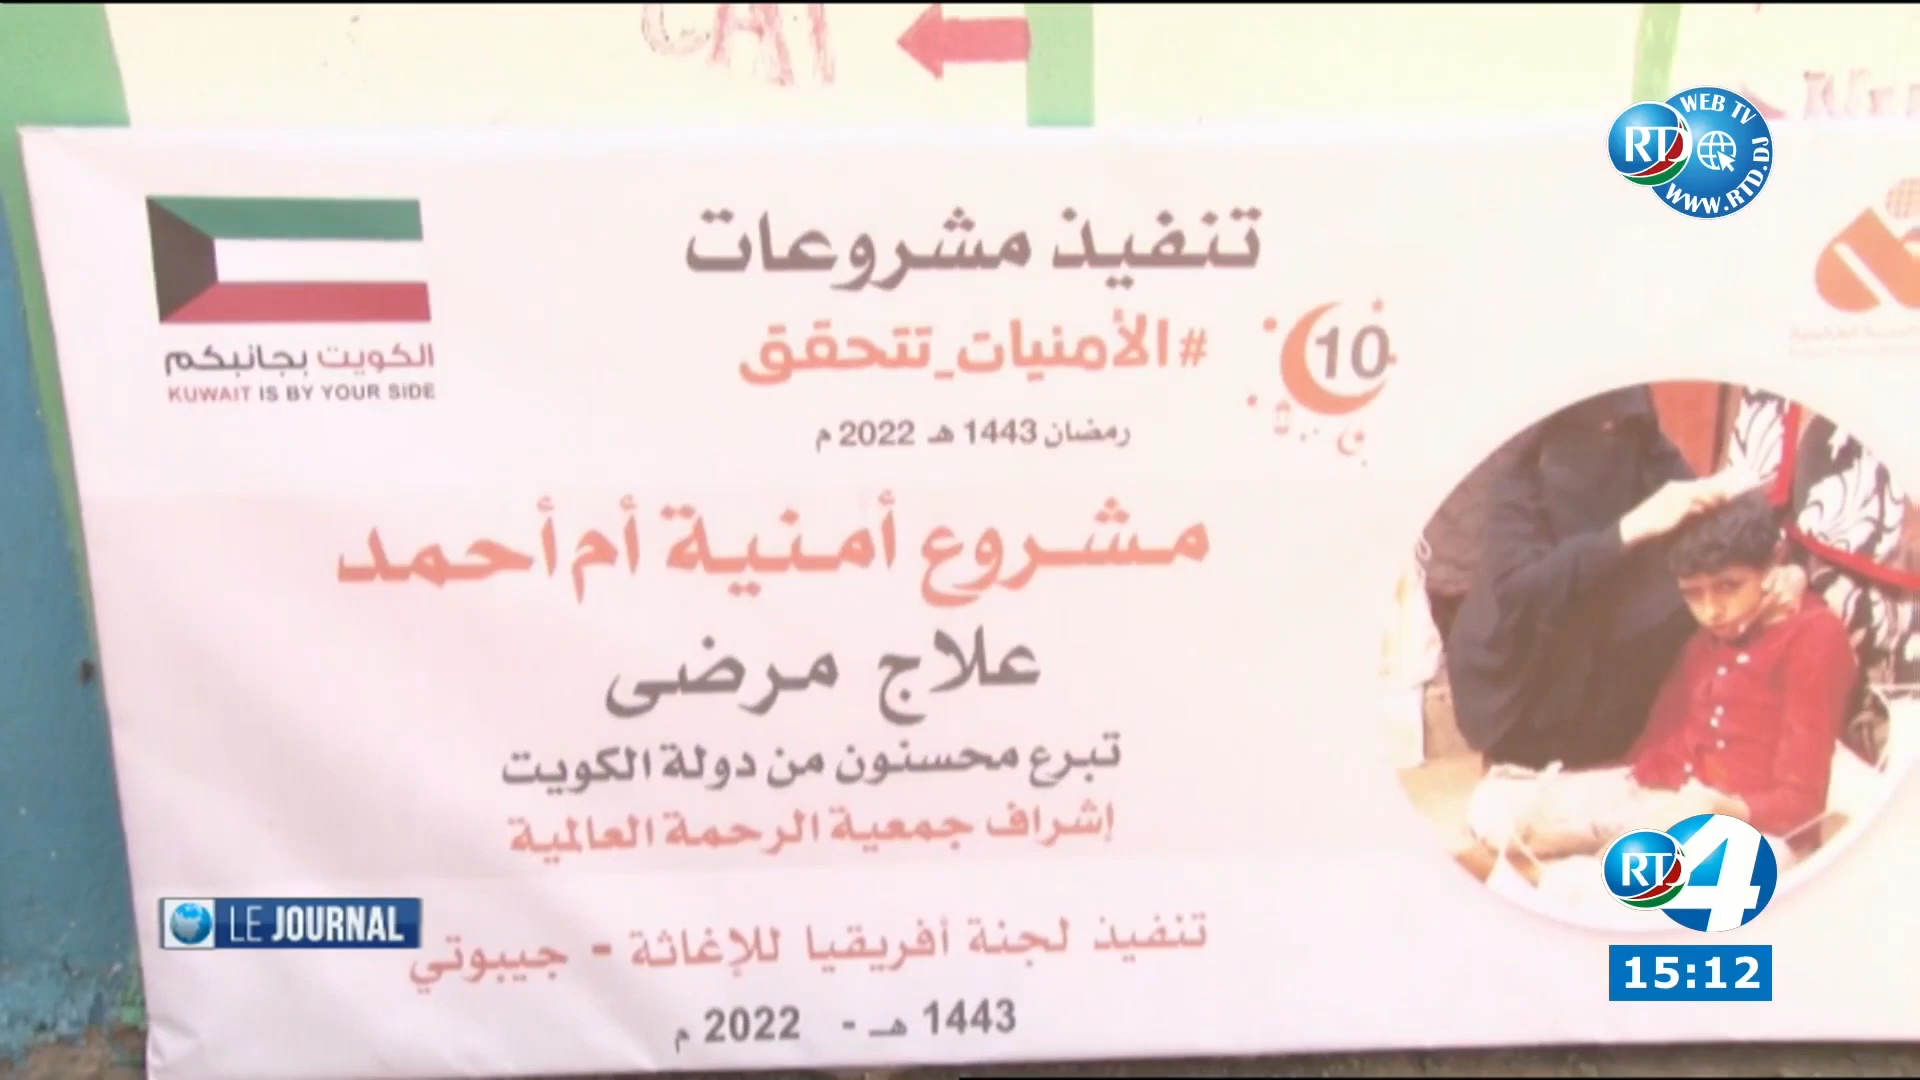 CAT
WEB TV
RTD
WWW.RTD.DJ
تنفيذ مشروعات
#الأمنيات_تتحقق
10
رمضان 1443 هـ 2022 م
الكويت بجانبكم
KUWAIT IS BY YOUR SIDE
مشروع أمنية أم أحمد
علاج مرضى
تبرع محسنون من دولة الكويت
إشراف جمعية الرحمة العالمية
تنفيذ لجنة أفريقيا للإغاثة - جيبوتي
1443 هـ - 2022 م
LE JOURNAL
RTD 4
15:12